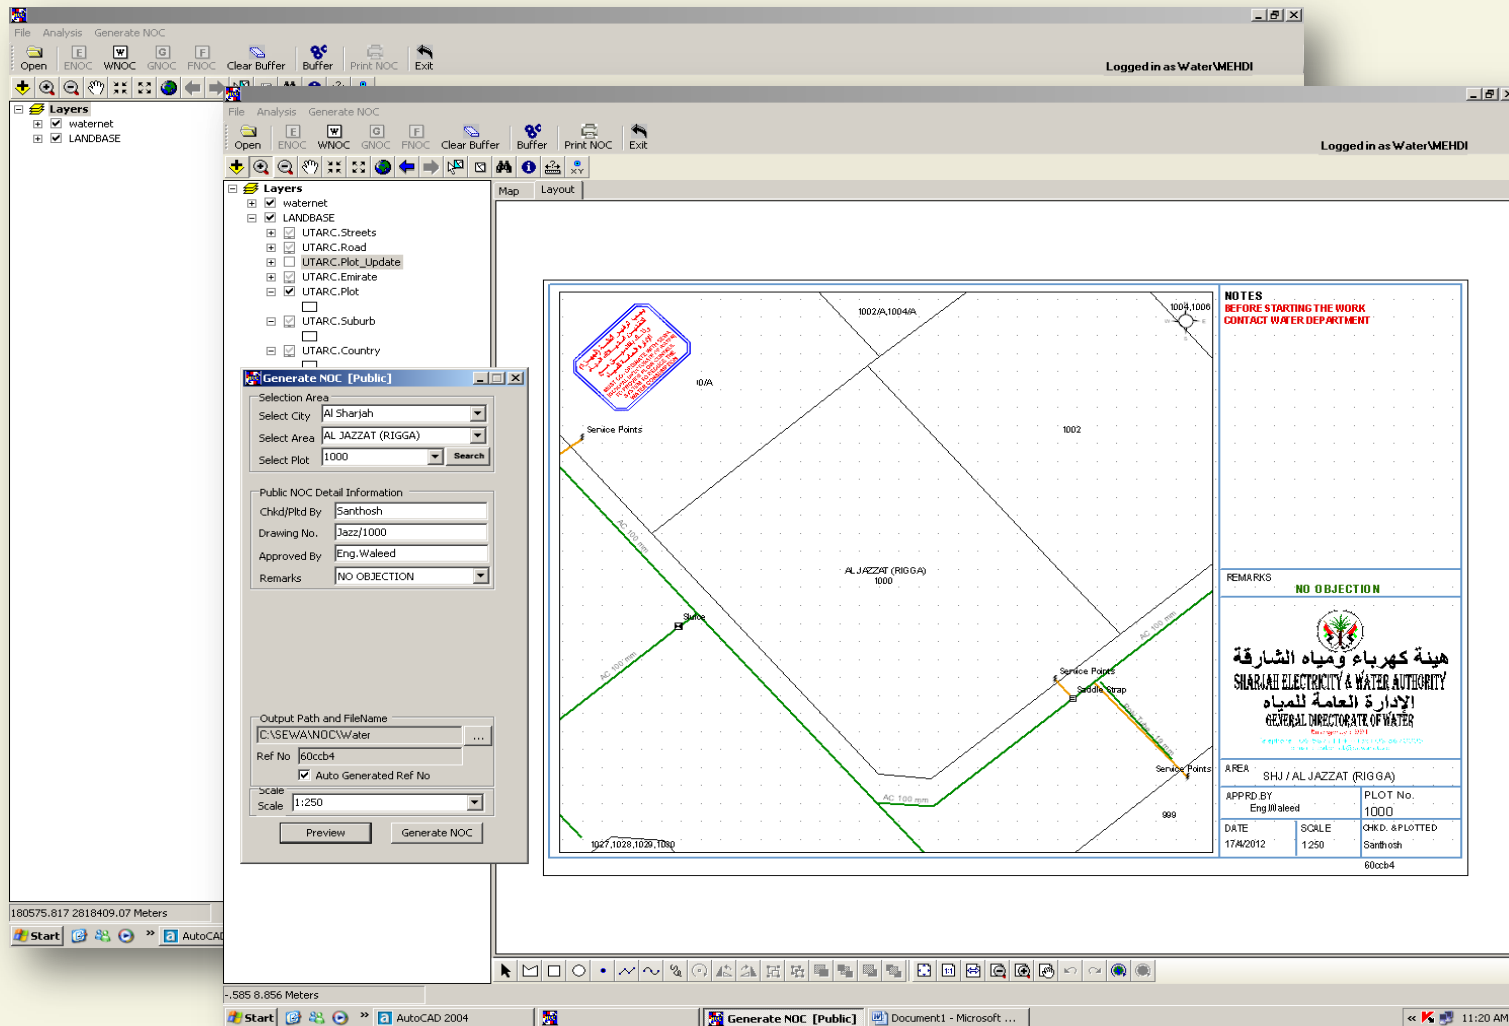 File Analysis Generate NOC
Open ENOC WNOC GNOC FNOC Clear Buffer Buffer Print NOC Exit
Logged in as Water\MEHDI
Layers
waternet
LANDBASE
180575.817 2818409.07 Meters
Start AutoCAD
File Analysis Generate NOC
Open ENOC WNOC GNOC FNOC Clear Buffer Buffer Print NOC Exit
Logged in as Water\MEHDI
Layers
waternet
LANDBASE
UTARC.Streets
UTARC.Road
UTARC.Plot_Update
UTARC.Emirate
UTARC.Plot
UTARC.Suburb
UTARC.Country
Map Layout
Generate NOC [Public]
Selection Area
Select City Al Sharjah
Select Area AL JAZZAT (RIGGA)
Select Plot 1000 Search
Public NOC Detail Information
Chkd/Pltd By Santhosh
Drawing No. Jazz/1000
Approved By Eng.Waleed
Remarks NO OBJECTION
Output Path and FileName
C:\SEWA\NOC\Water ...
Ref No 60ccb4
Auto Generated Ref No
Scale
Scale 1:250
Preview Generate NOC
1002/A,1004/A
1004,1006
10/A
Service Points
1002
AC 100 mm
AL JAZZAT (RIGGA)
1000
Sluice
AC 100 mm
AC 100 mm
Service Points
Saddle Strap
Service Points
AC 100 mm
999
1027,1028,1029,1030
NOTES
BEFORE STARTING THE WORK
CONTACT WATER DEPARTMENT
REMARKS
NO OBJECTION
هيئة كهرباء ومياه الشارقة
SHARJAH ELECTRICITY & WATER AUTHORITY
الإدارة العامة للمياه
GENERAL DIRECTORATE OF WATER
AREA
SHJ / AL JAZZAT (RIGGA)
APPRD.BY PLOT No.
Eng.Waleed 1000
DATE SCALE CHKD. & PLOTTED
17/4/2012 1:250 Santhosh
60ccb4
-.585 8.856 Meters
Start AutoCAD 2004 Generate NOC [Public] Document1 - Microsoft ... 11:20 AM